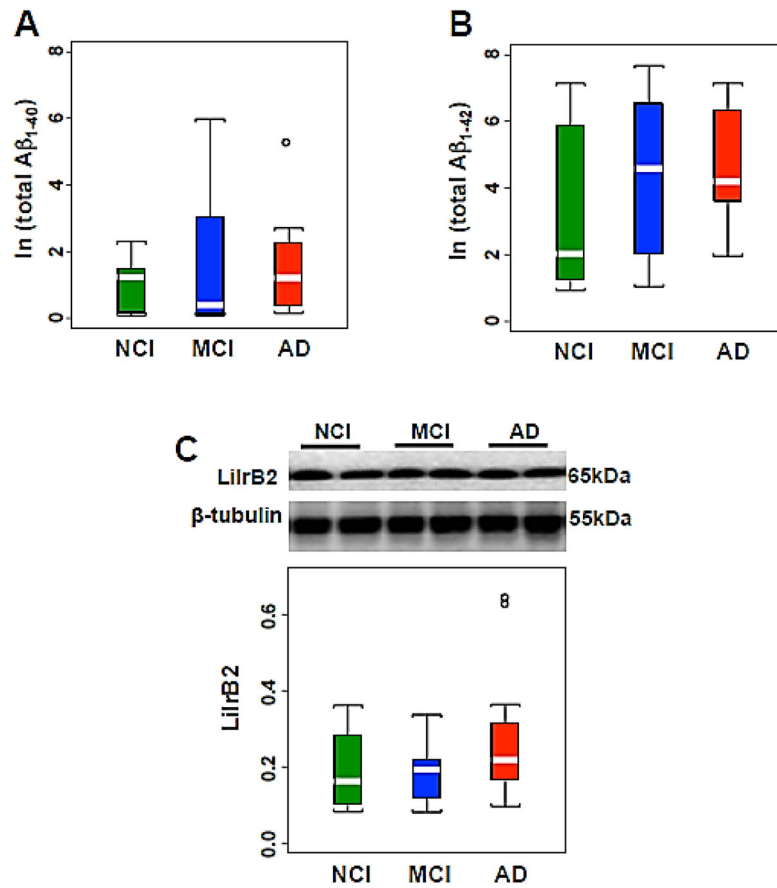 A
ln (total Aβ1-40)
8
6
4
2
0
NCI MCI AD
B
ln (total Aβ1-42)
8
6
4
2
0
NCI MCI AD
C
NCI MCI AD
LilrB2 65kDa
β-tubulin 55kDa
LilrB2
0.6
0.4
0.2
0.0
NCI MCI AD